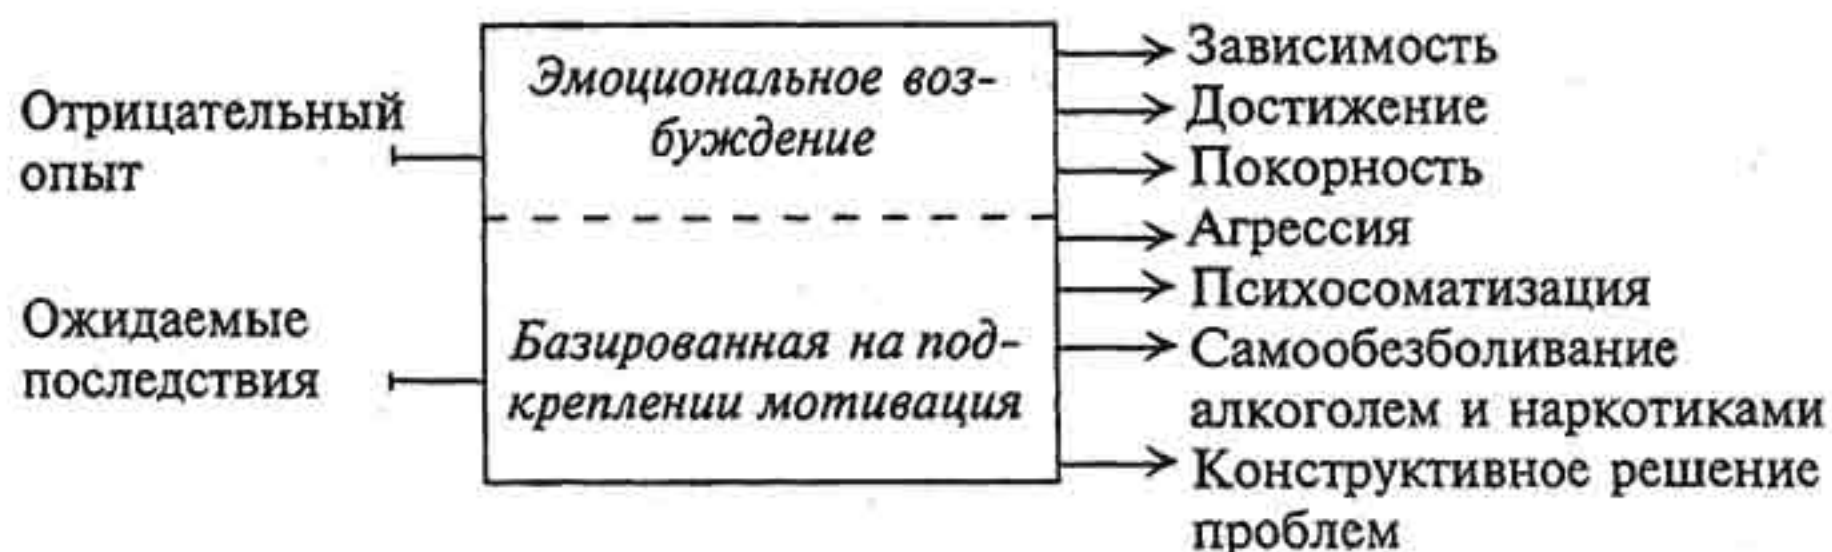 Отрицательный
опыт
Ожидаемые
последствия
Эмоциональное воз-
буждение
Базированная на под-
креплении мотивация
Зависимость
Достижение
Покорность
Агрессия
Психосоматизация
Самообезболивание
алкоголем и наркотиками
Конструктивное решение
проблем